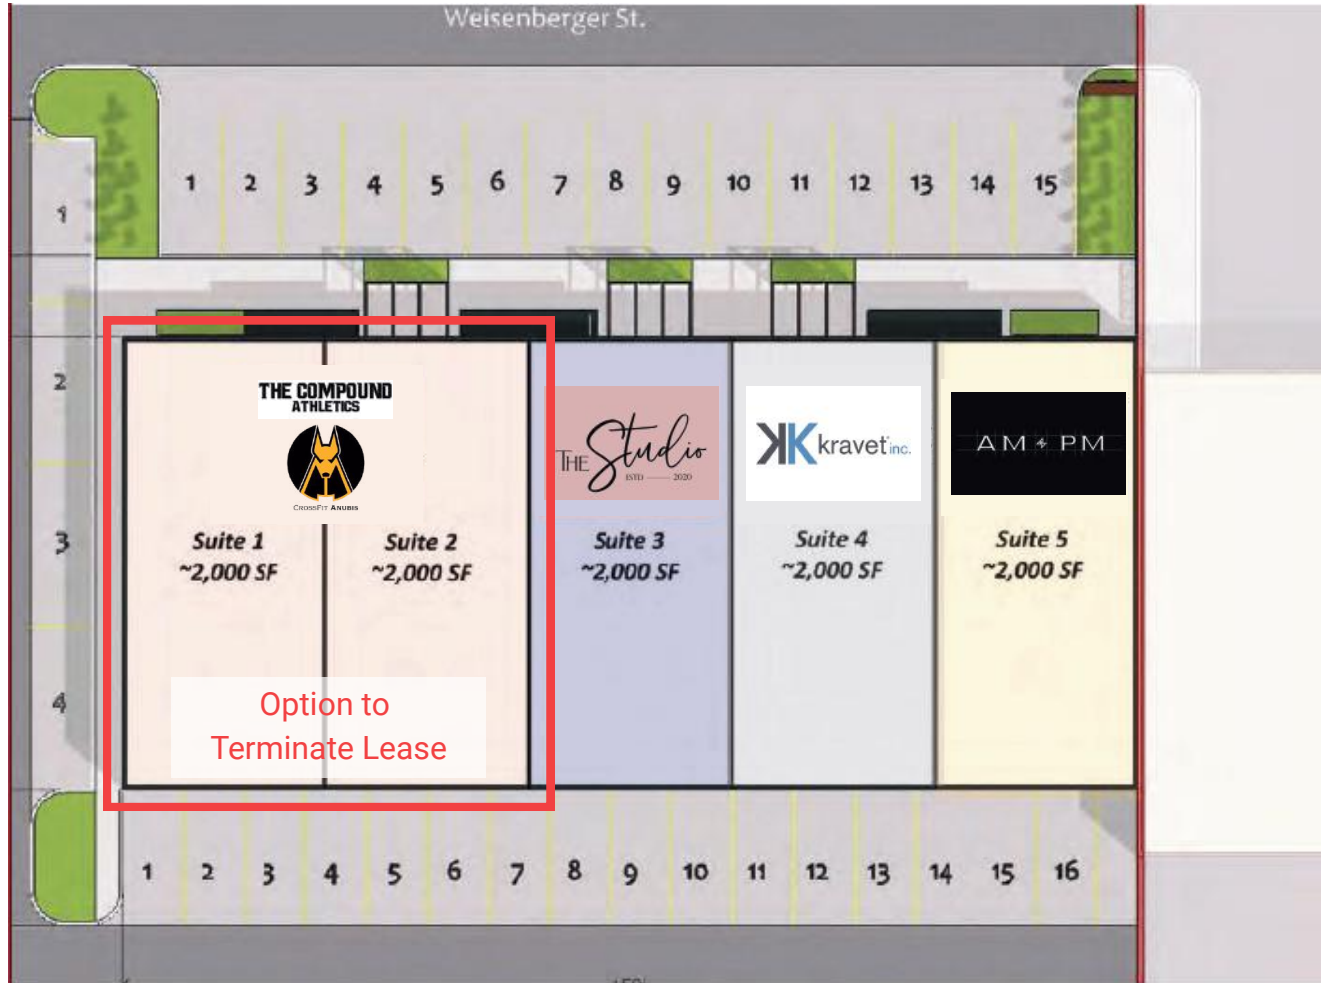 Weisenberger St.
1 2 3 4 5 6 7 8 9 10 11 12 13 14 15
1
2
3
4
THE COMPOUND
ATHLETICS
CROSSFIT ANUBIS
THE Studio
ESTD 2020
kravet inc.
AM PM
Suite 1
~2,000 SF
Suite 2
~2,000 SF
Suite 3
~2,000 SF
Suite 4
~2,000 SF
Suite 5
~2,000 SF
Option to
Terminate Lease
1 2 3 4 5 6 7 8 9 10 11 12 13 14 15 16